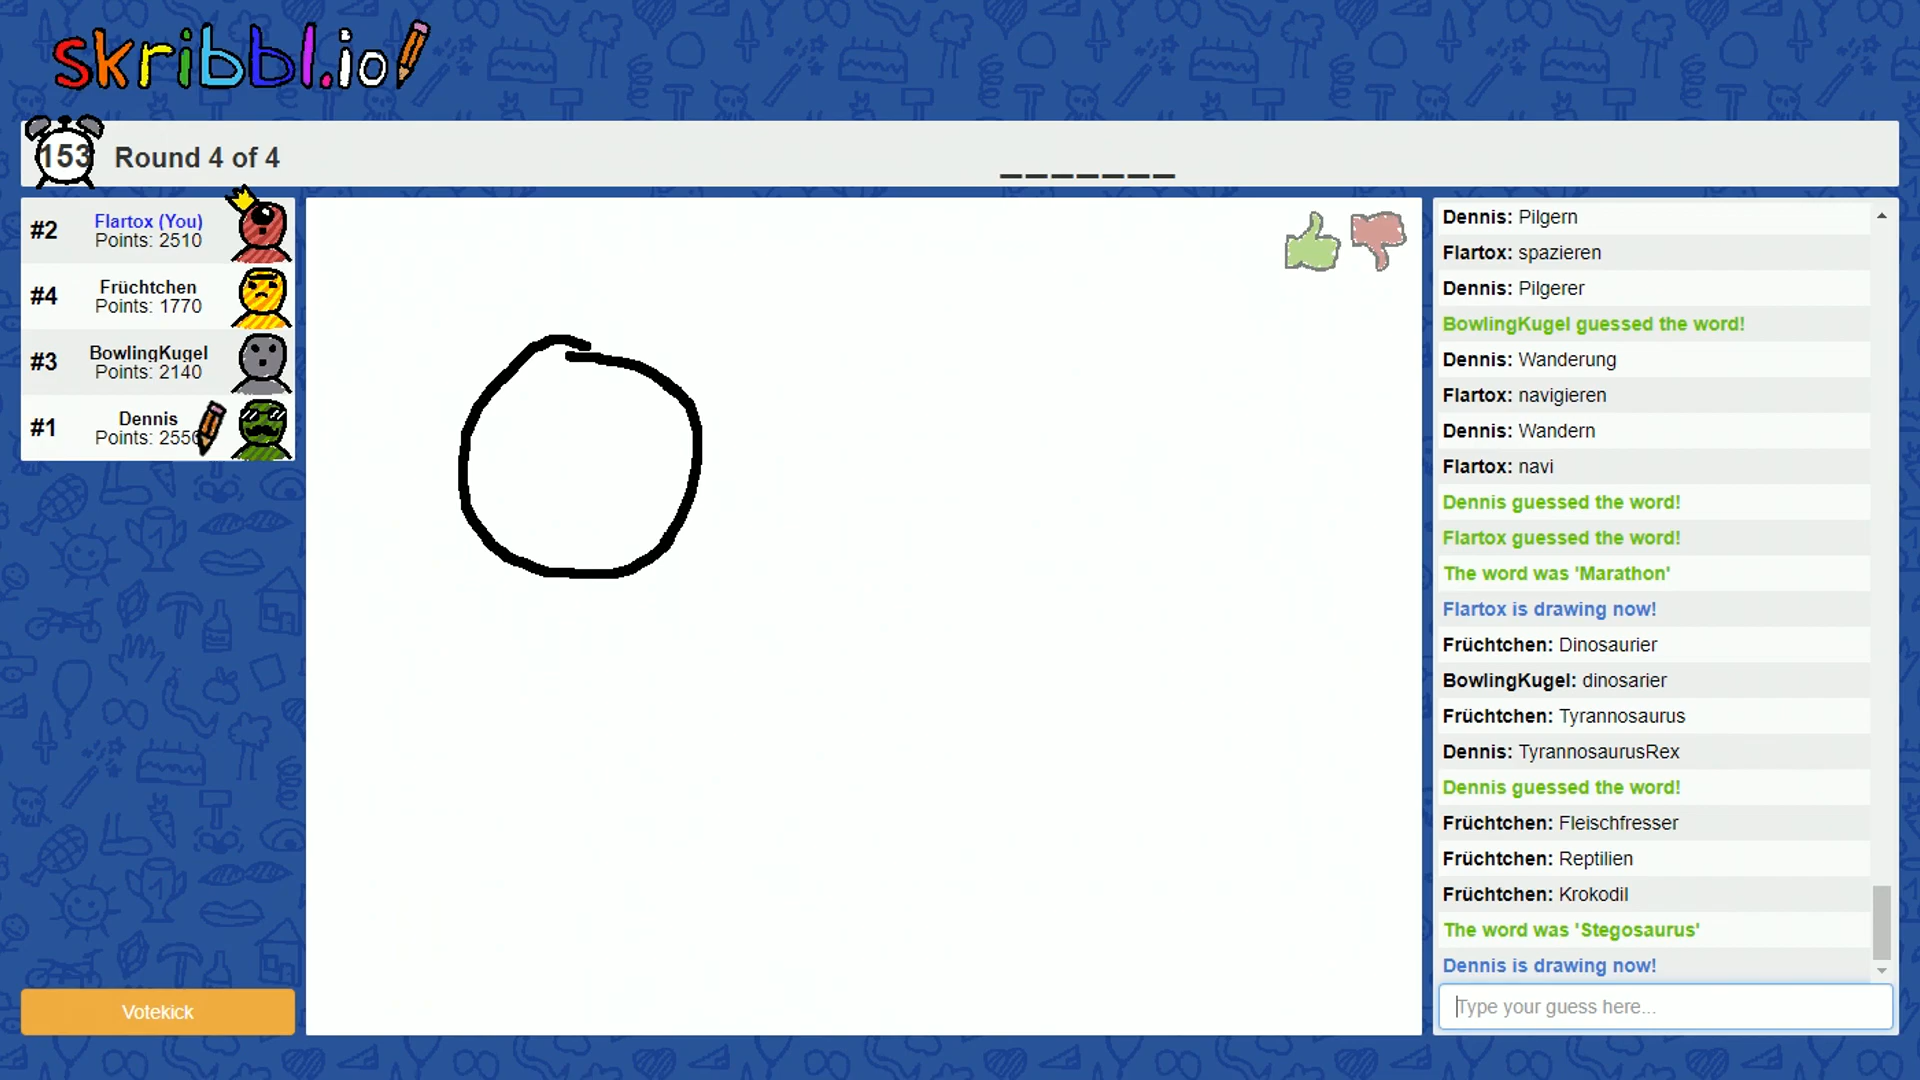 skribbl.io
153
Round 4 of 4
_ _ _ _ _ _ _
#2
Flartox (You)
Points: 2510
#4
Früchtchen
Points: 1770
#3
BowlingKugel
Points: 2140
#1
Dennis
Points: 2550
Votekick
Dennis: Pilgern
Flartox: spazieren
Dennis: Pilgerer
BowlingKugel guessed the word!
Dennis: Wanderung
Flartox: navigieren
Dennis: Wandern
Flartox: navi
Dennis guessed the word!
Flartox guessed the word!
The word was 'Marathon'
Flartox is drawing now!
Früchtchen: Dinosaurier
BowlingKugel: dinosarier
Früchtchen: Tyrannosaurus
Dennis: TyrannosaurusRex
Dennis guessed the word!
Früchtchen: Fleischfresser
Früchtchen: Reptilien
Früchtchen: Krokodil
The word was 'Stegosaurus'
Dennis is drawing now!
Type your guess here...